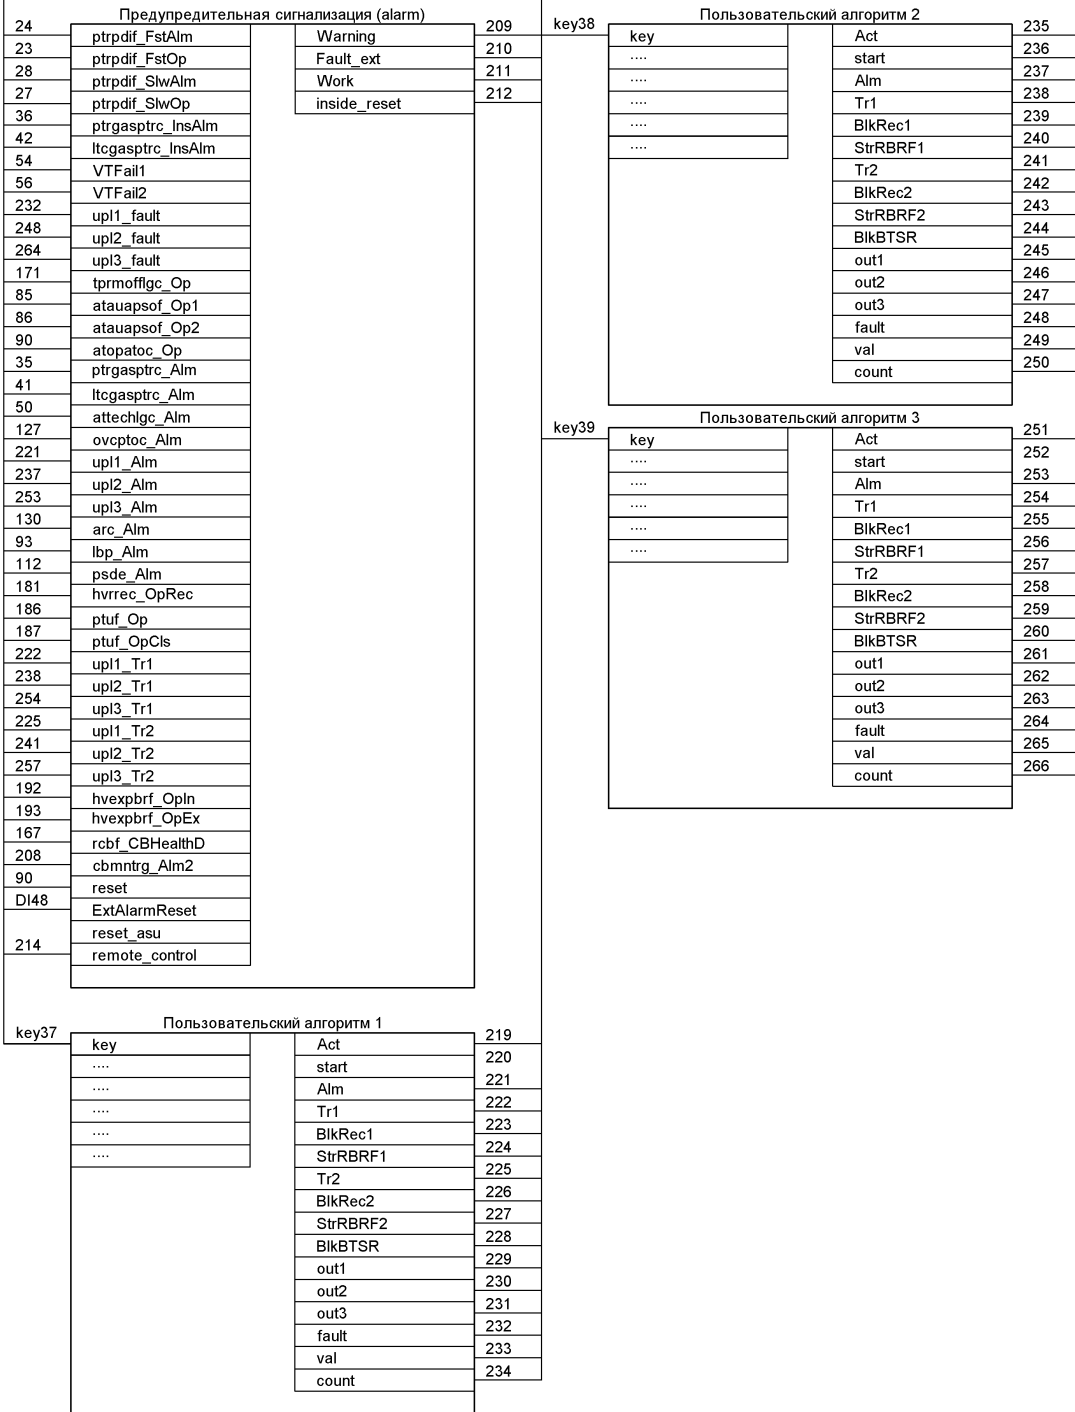 Предупредительная сигнализация (alarm)
24 ptrpdif_FstAlm
23 ptrpdif_FstOp
28 ptrpdif_SlwAlm
27 ptrpdif_SlwOp
36 ptrgasptrc_InsAlm
42 ltcgasptrc_InsAlm
54 VTFail1
56 VTFail2
232 upl1_fault
248 upl2_fault
264 upl3_fault
171 tprmofflgc_Op
85 atauapsof_Op1
86 atauapsof_Op2
90 atopatoc_Op
35 ptrgasptrc_Alm
41 ltcgasptrc_Alm
50 attechlgc_Alm
127 ovcptoc_Alm
221 upl1_Alm
237 upl2_Alm
253 upl3_Alm
130 arc_Alm
93 lbp_Alm
112 psde_Alm
181 hvrrec_OpRec
186 ptuf_Op
187 ptuf_OpCls
222 upl1_Tr1
238 upl2_Tr1
254 upl3_Tr1
225 upl1_Tr2
241 upl2_Tr2
257 upl3_Tr2
192 hvexpbrf_OpIn
193 hvexpbrf_OpEx
167 rcbf_CBHealthD
208 cbmntrg_Alm2
90 reset
DI48 ExtAlarmReset
reset_asu
214 remote_control
Warning 209
Fault_ext 210
Work 211
inside_reset 212
Пользовательский алгоритм 1
key37 key
....
....
....
....
....
Act 219
start 220
Alm 221
Tr1 222
BlkRec1 223
StrRBRF1 224
Tr2 225
BlkRec2 226
StrRBRF2 227
BlkBTSR 228
out1 229
out2 230
out3 231
fault 232
val 233
count 234
Пользовательский алгоритм 2
key38 key
....
....
....
....
....
Act 235
start 236
Alm 237
Tr1 238
BlkRec1 239
StrRBRF1 240
Tr2 241
BlkRec2 242
StrRBRF2 243
BlkBTSR 244
out1 245
out2 246
out3 247
fault 248
val 249
count 250
Пользовательский алгоритм 3
key39 key
....
....
....
....
....
Act 251
start 252
Alm 253
Tr1 254
BlkRec1 255
StrRBRF1 256
Tr2 257
BlkRec2 258
StrRBRF2 259
BlkBTSR 260
out1 261
out2 262
out3 263
fault 264
val 265
count 266